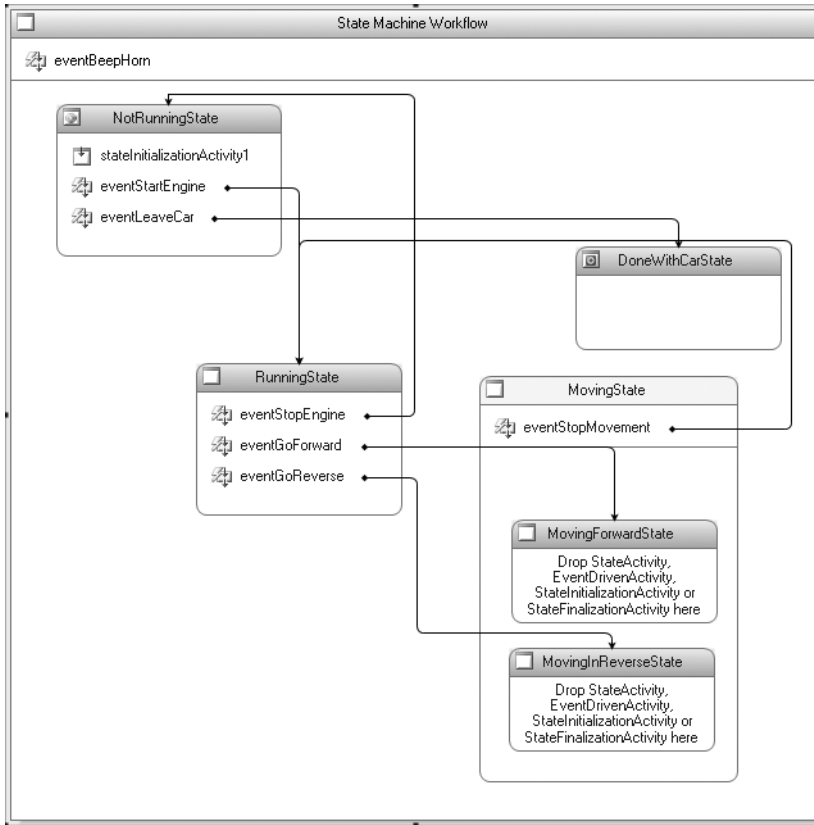 State Machine Workflow
eventBeepHorn
NotRunningState
stateInitializationActivity1
eventStartEngine
eventLeaveCar
DoneWithCarState
RunningState
eventStopEngine
eventGoForward
eventGoReverse
MovingState
eventStopMovement
MovingForwardState
Drop StateActivity,
EventDrivenActivity,
StateInitializationActivity or
StateFinalizationActivity here
MovingInReverseState
Drop StateActivity,
EventDrivenActivity,
StateInitializationActivity or
StateFinalizationActivity here